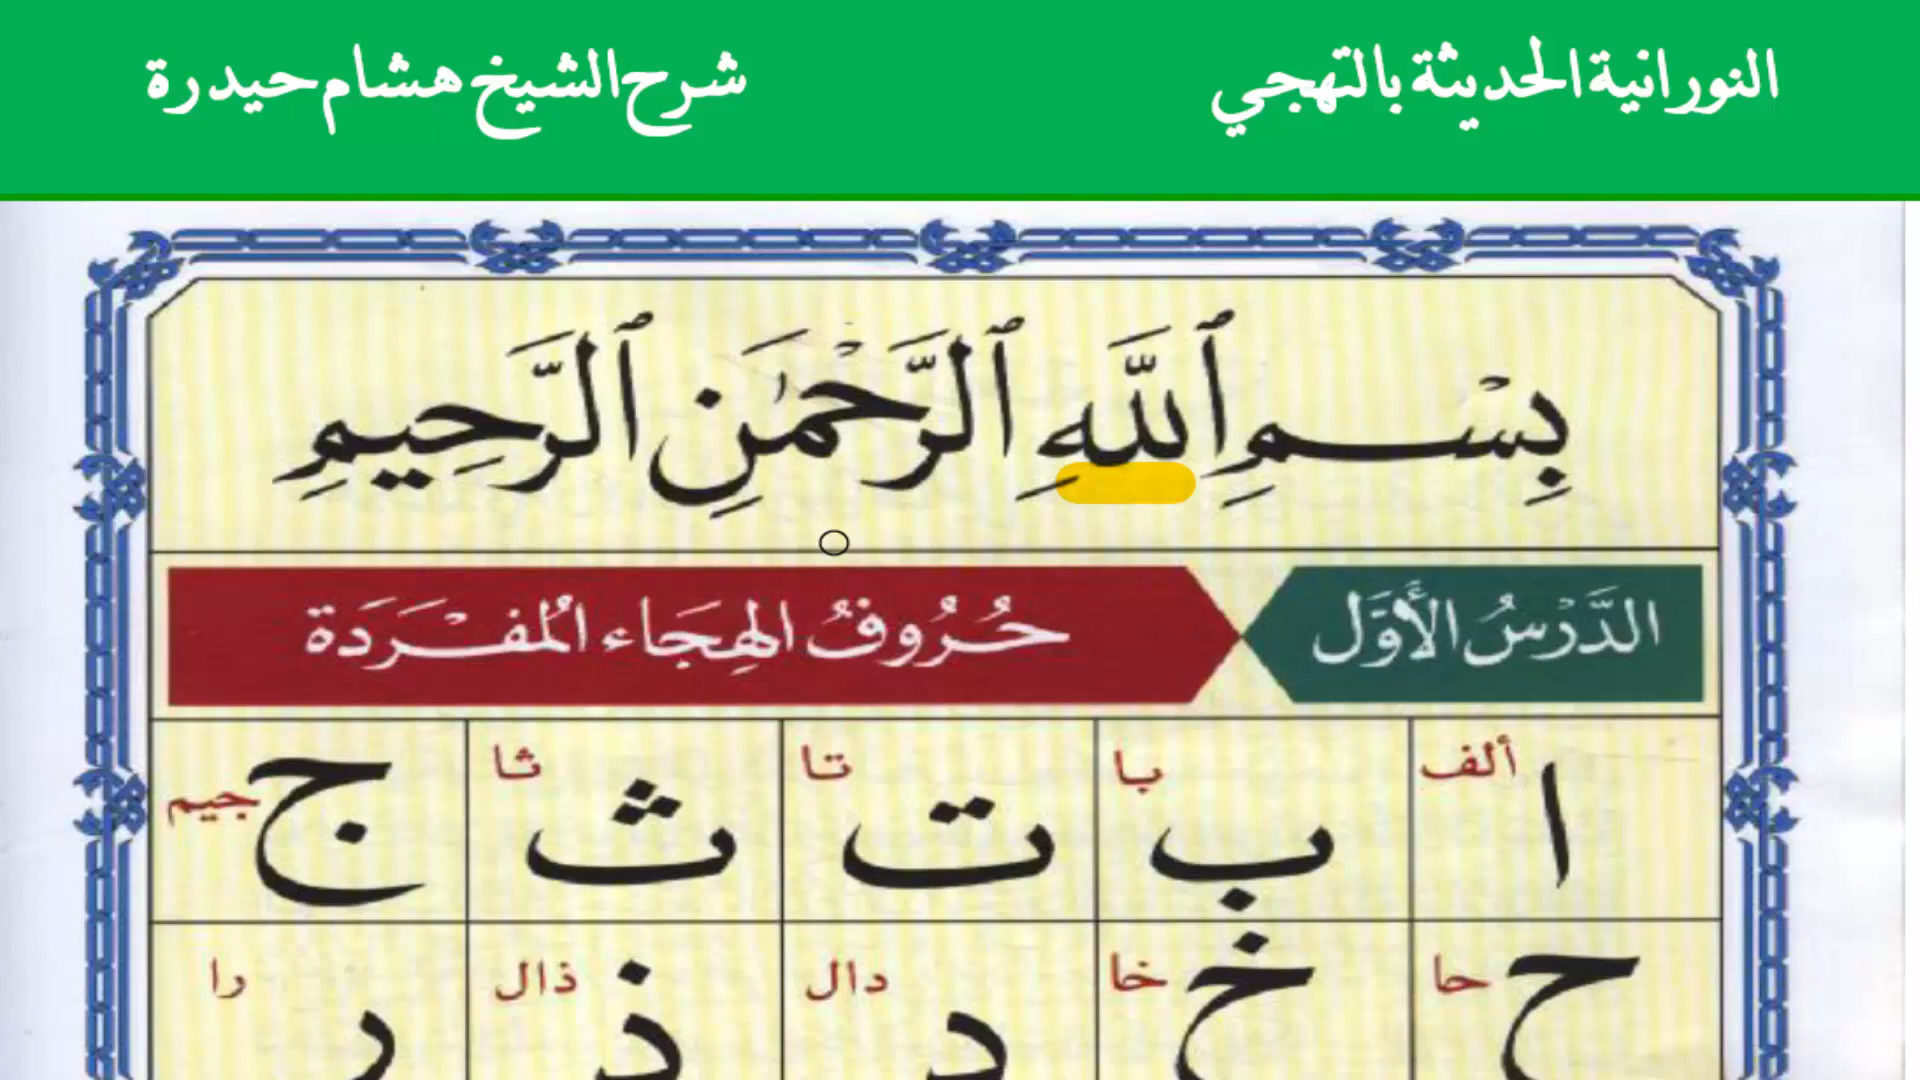 النورانية الحديثة بالتهجي
شرح الشيخ هشام حيدرة
بِسْمِ ٱللَّهِ ٱلرَّحْمَٰنِ ٱلرَّحِيمِ
الدَّرْسُ الأَوَّل
حُرُوفُ الهِجَاء المُفْرَدَة
ا ألف
ب با
ت تا
ث ثا
ج جيم
ح حا
خ خا
د دال
ذ ذال
ر را